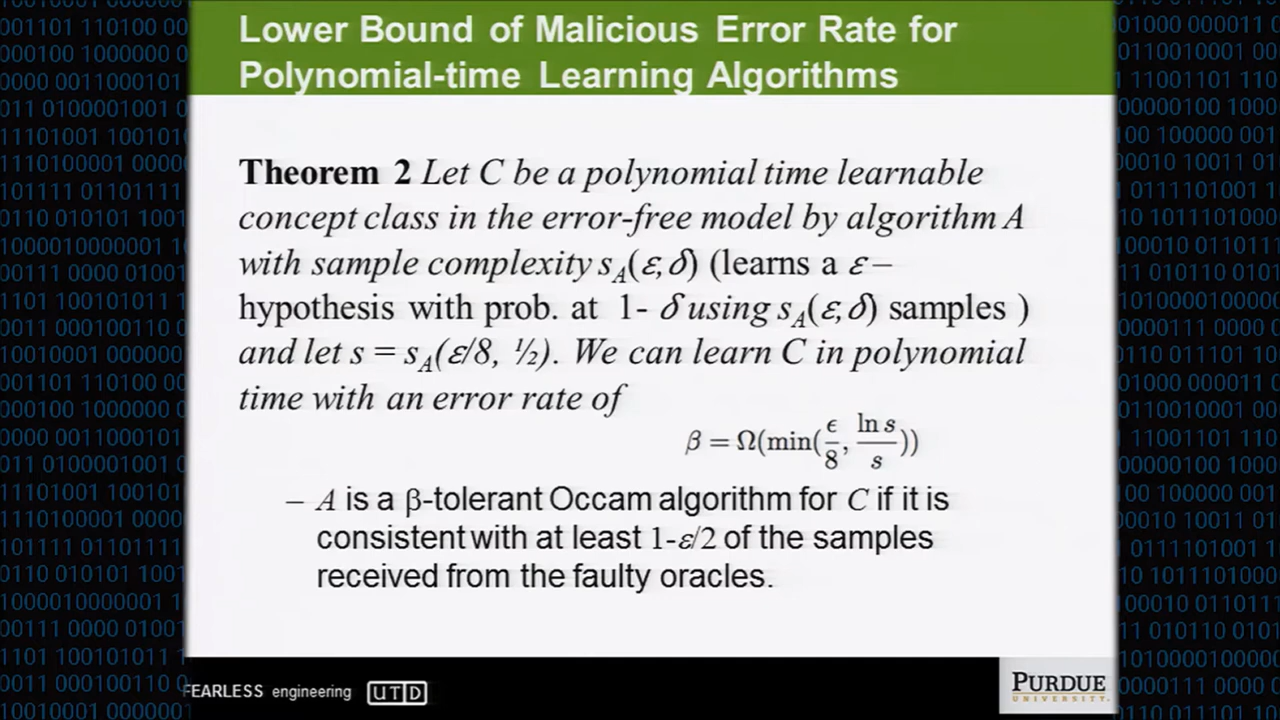 Lower Bound of Malicious Error Rate for
Polynomial-time Learning Algorithms
Theorem 2 Let C be a polynomial time learnable
concept class in the error-free model by algorithm A
with sample complexity s_A(ε,δ) (learns a ε –
hypothesis with prob. at 1- δ using s_A(ε,δ) samples )
and let s = s_A(ε/8, ½). We can learn C in polynomial
time with an error rate of
β = Ω(min(ϵ/8, ln s/s))
– A is a β-tolerant Occam algorithm for C if it is
consistent with at least 1-ε/2 of the samples
received from the faulty oracles.
FEARLESS engineering UTD
PURDUE
UNIVERSITY